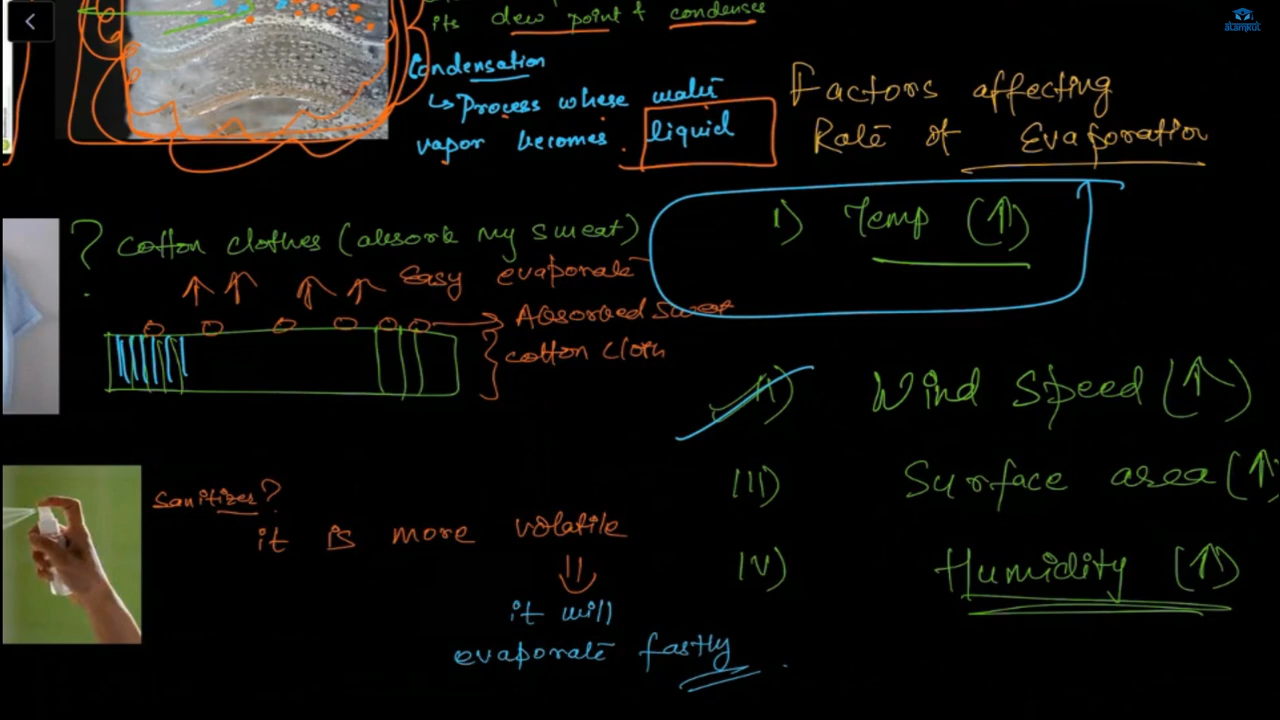 alamkul
its dew point & condenses
Condensation
↳ Process where water
vapor becomes liquid
Factors affecting
Rate of Evaporation
? cotton clothes (absorb my sweat)
↑ ↑ ↑ ↑ Easy evaporate
→ Absorbed sweat
cotton cloth
I) Temp (↑)
II) Wind Speed (↑)
III) Surface area (↑)
IV) Humidity (↑)
Sanitizer?
it is more volatile
it will
evaporate fastly